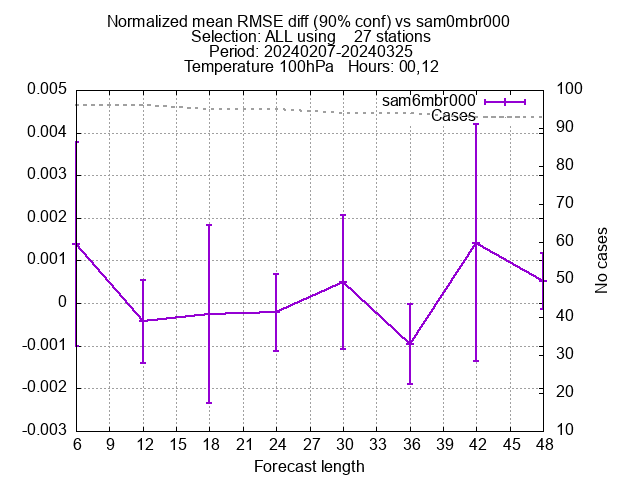 Normalized mean RMSE diff (90% conf) vs sam0mbr000
Selection: ALL using    27 stations
Period: 20240207-20240325
Temperature 100hPa   Hours: 00,12
sam6mbr000
Cases
0.005
0.004
0.003
0.002
0.001
0
-0.001
-0.002
-0.003
100
90
80
70
60
50
40
30
20
10
No cases
6 9 12 15 18 21 24 27 30 33 36 39 42 45 48
Forecast length